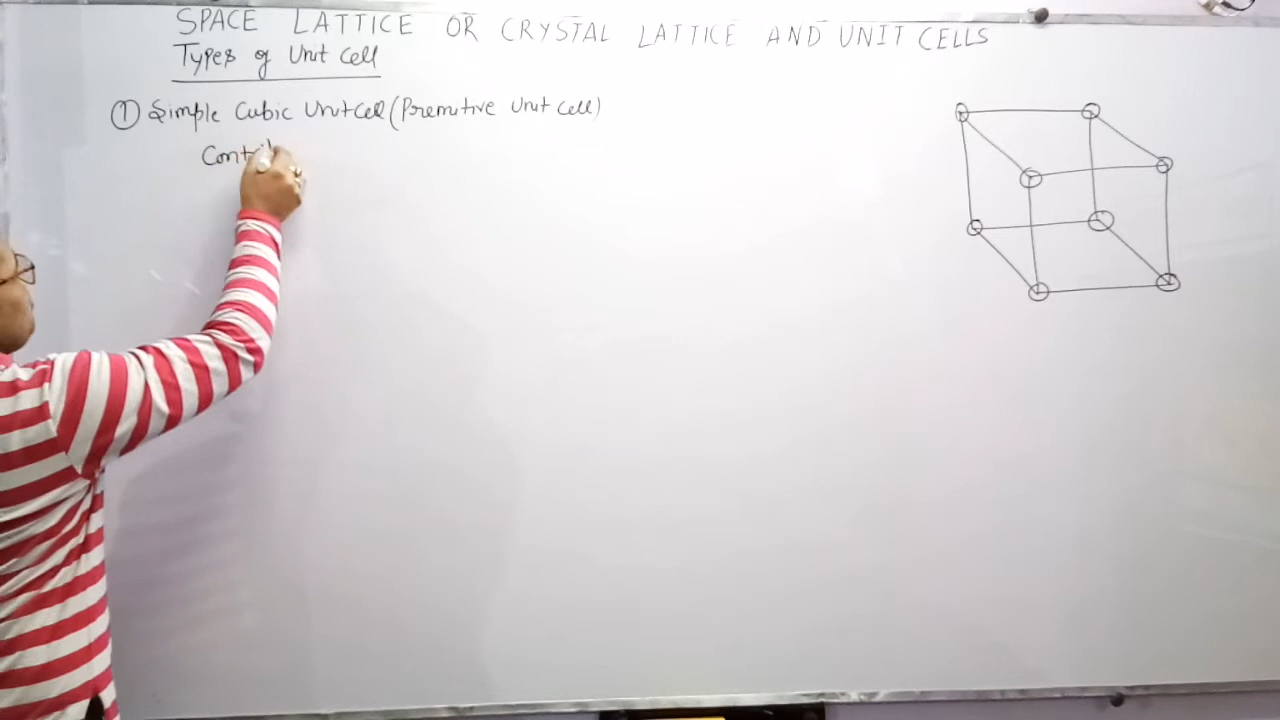 SPACE LATTICE OR CRYSTAL LATTICE AND UNIT CELLS
Types of Unit Cell
① Simple Cubic Unit Cell (Premitive Unit Cell)